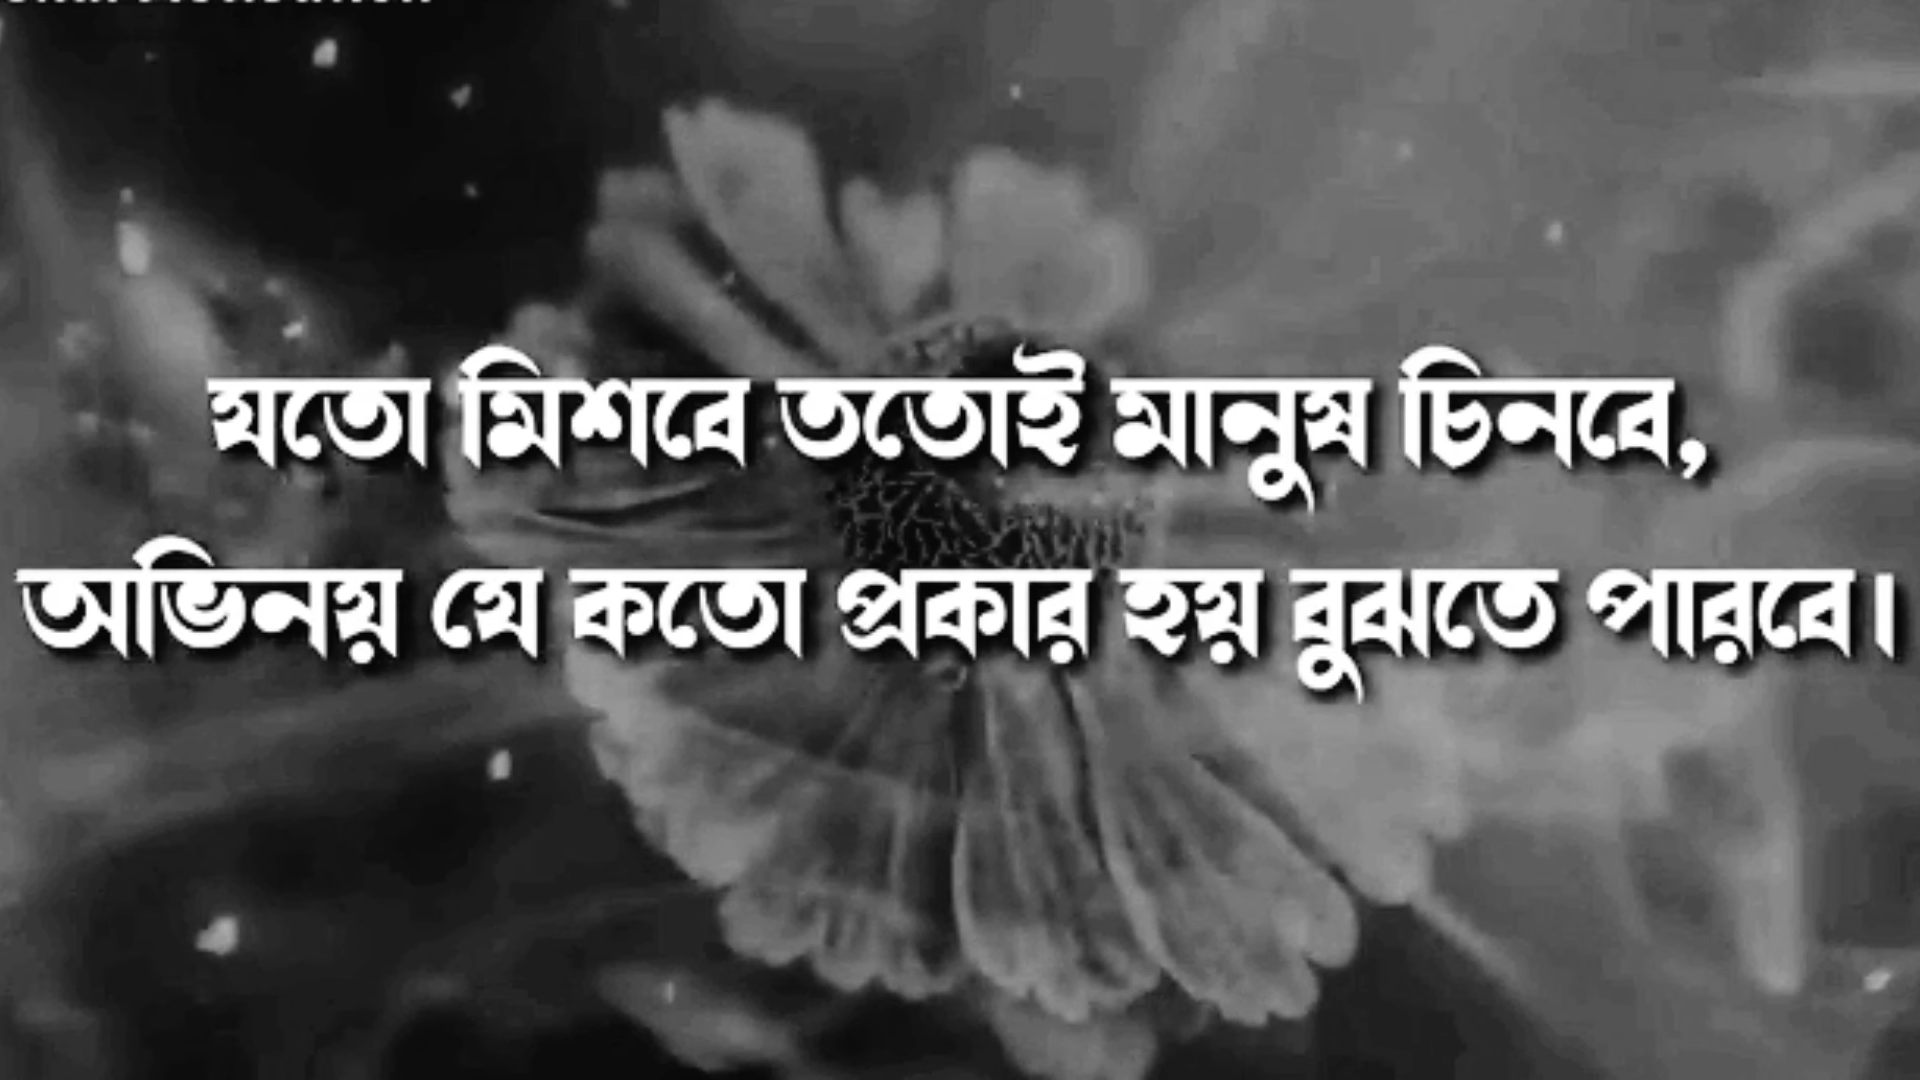 যতো মিশবে ততোই মানুষ চিনবে,
অভিনয় যে কতো প্রকার হয় বুঝতে পারবে।